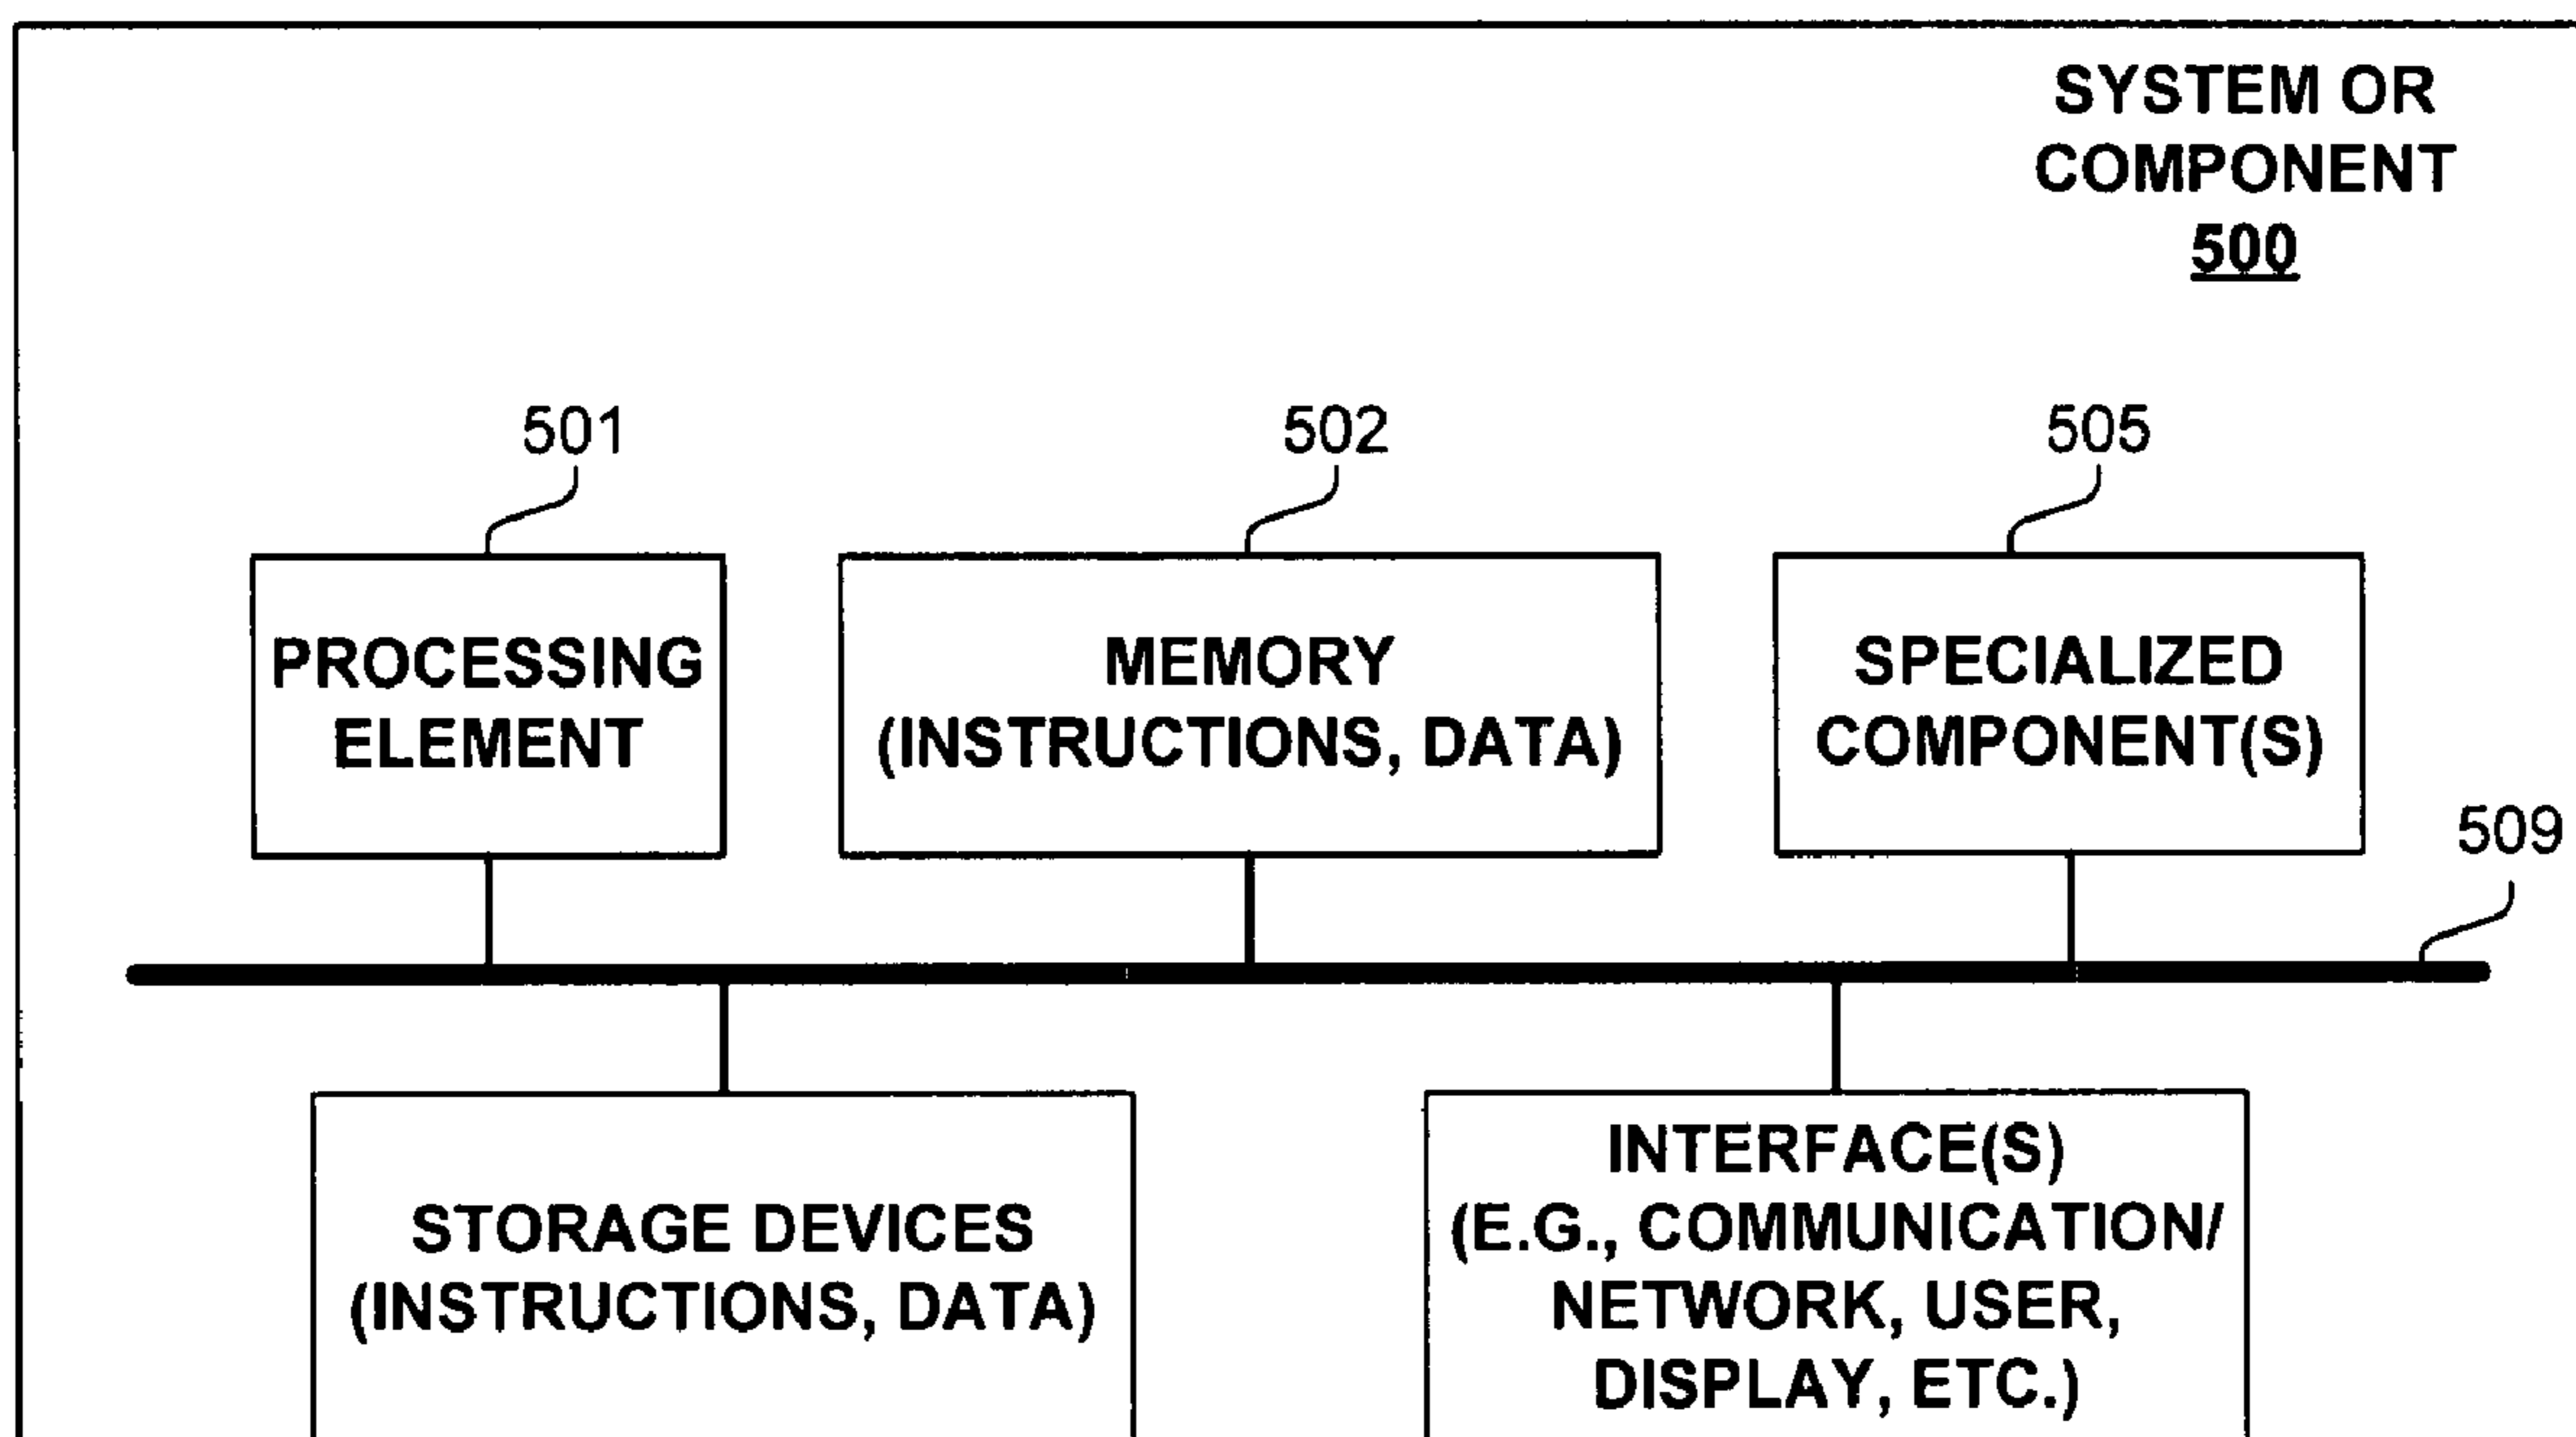 SYSTEM OR
COMPONENT
500
501
502
505
PROCESSING
ELEMENT
MEMORY
(INSTRUCTIONS, DATA)
SPECIALIZED
COMPONENT(S)
509
STORAGE DEVICES
(INSTRUCTIONS, DATA)
INTERFACE(S)
(E.G., COMMUNICATION/
NETWORK, USER,
DISPLAY, ETC.)